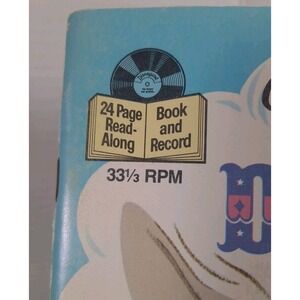 24 Page
Read-
Along
Book
and
Record
33⅓ RPM
D